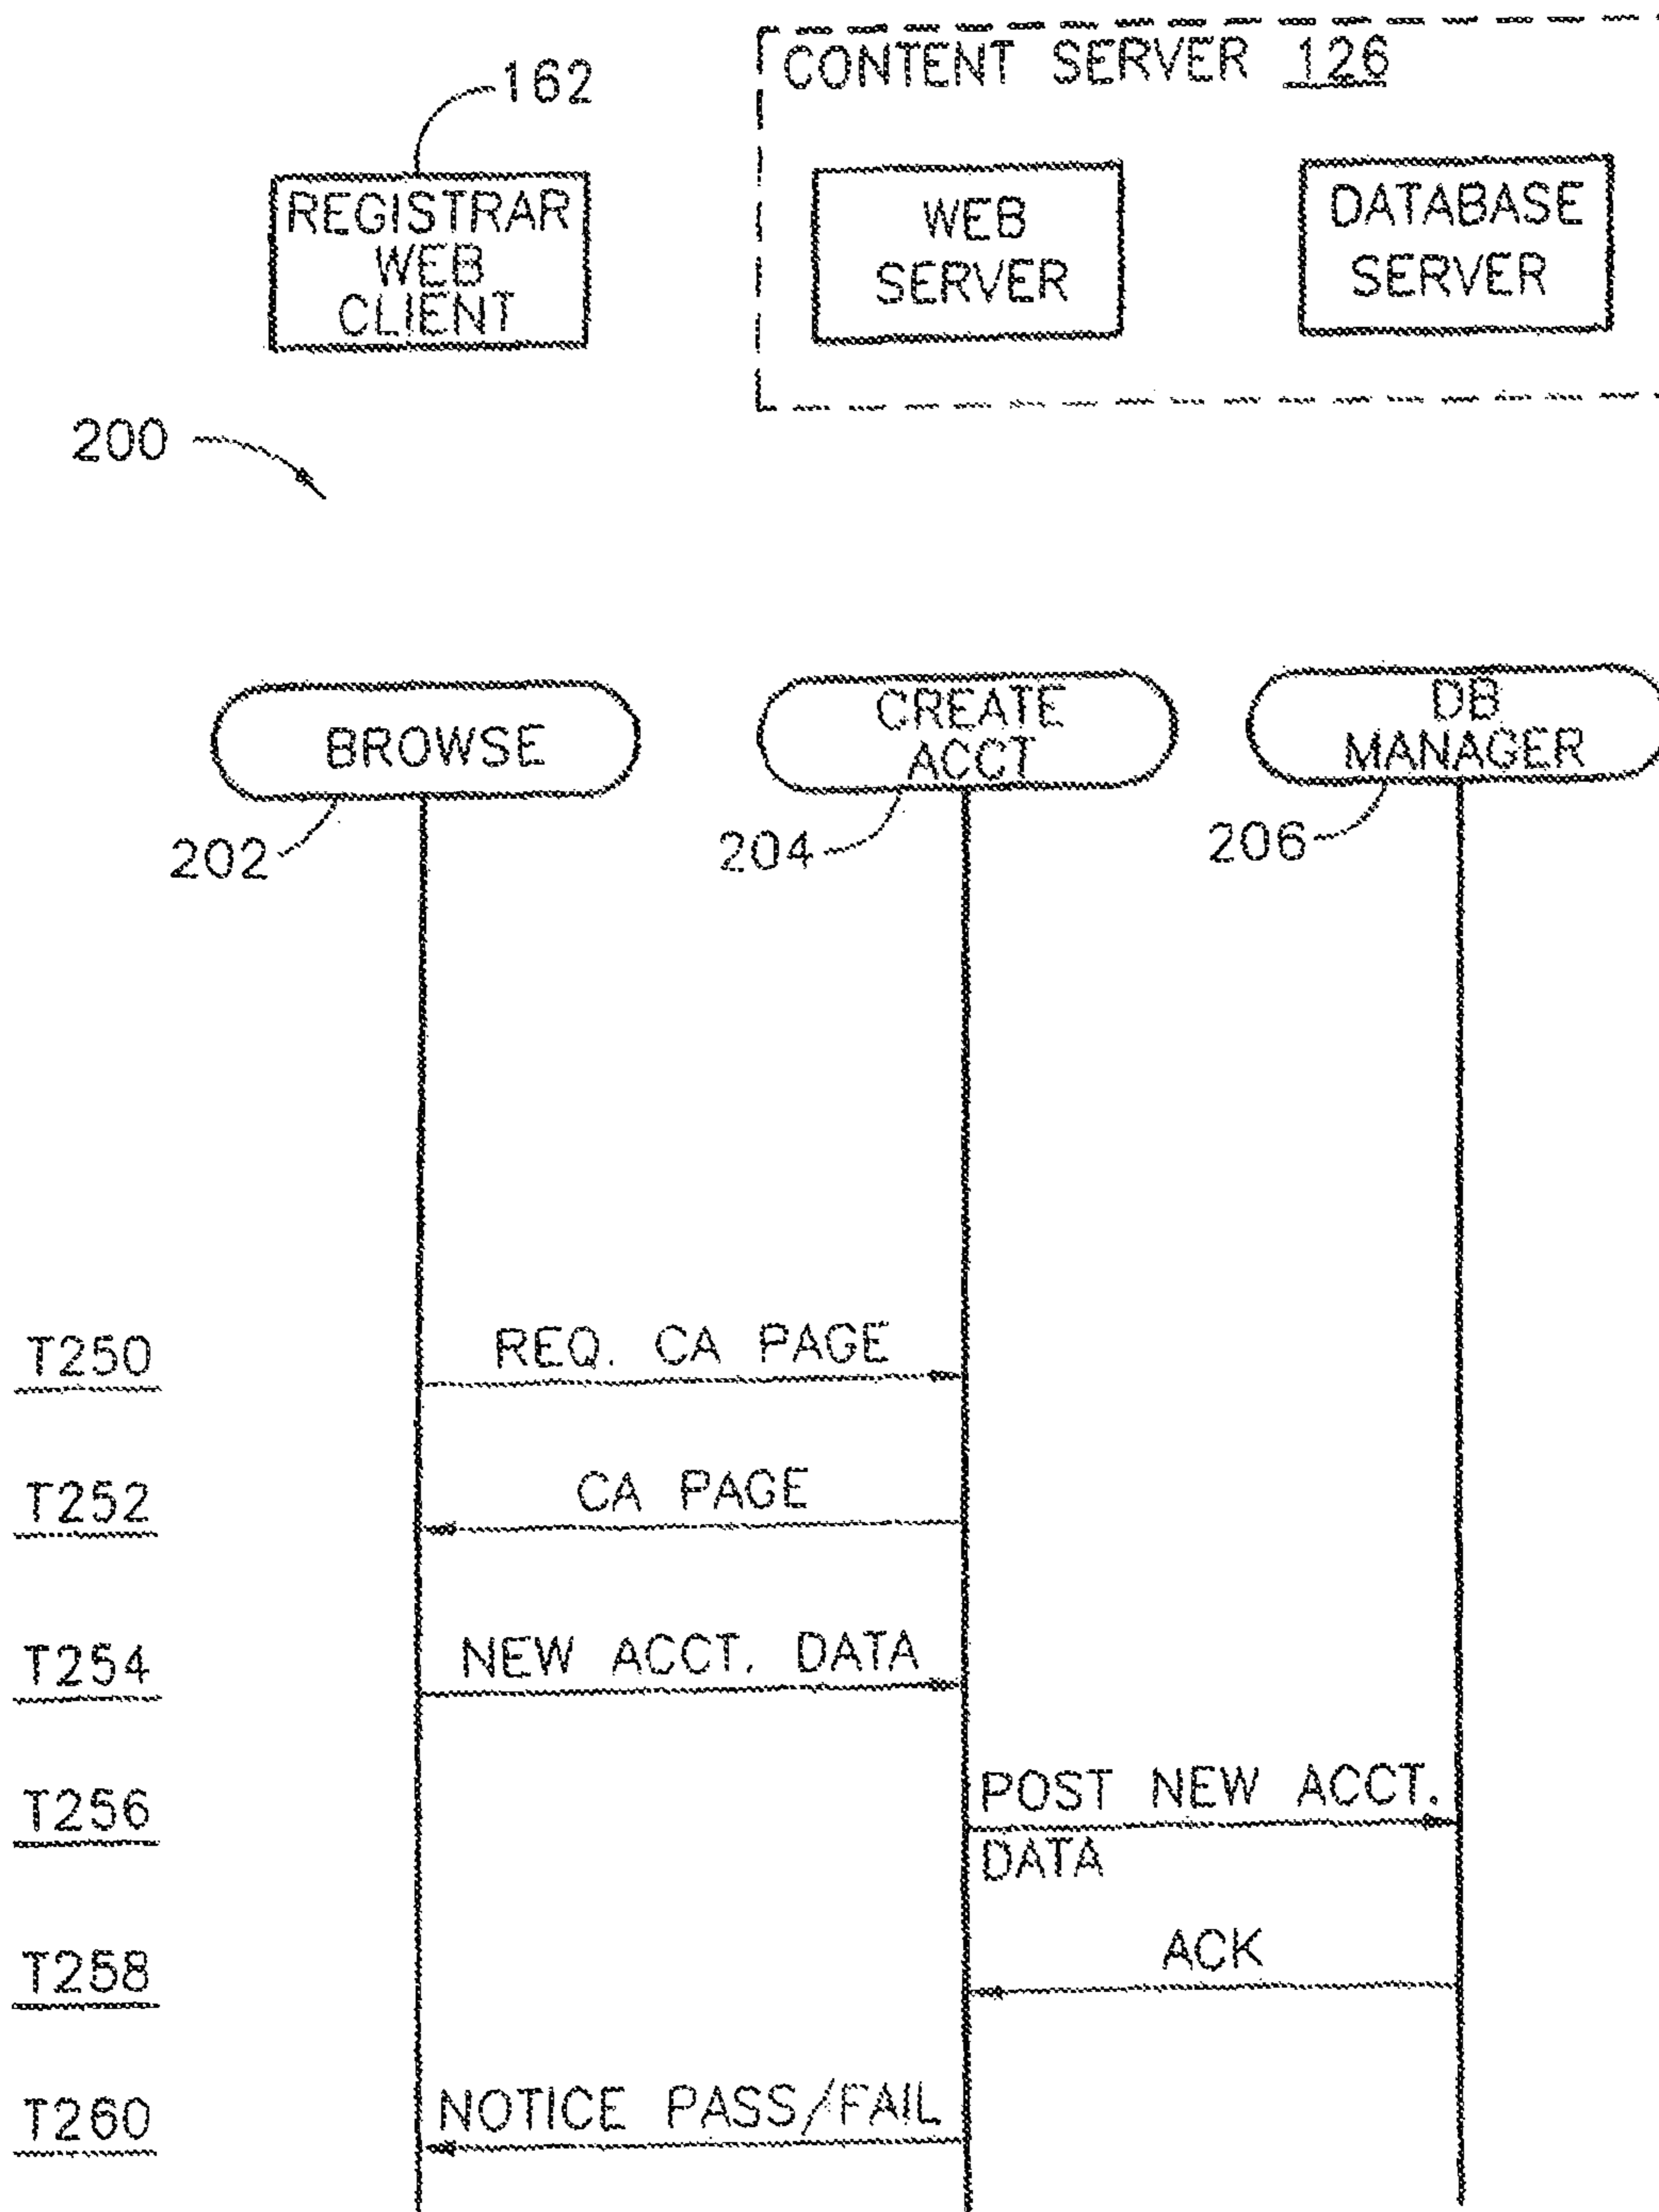 CONTENT SERVER 126
162
REGISTRAR
WEB
CLIENT
WEB
SERVER
DATABASE
SERVER
200
BROWSE
CREATE
ACCT
DB
MANAGER
202
204
206
T250
REQ. CA PAGE
T252
CA PAGE
T254
NEW ACCT. DATA
T256
POST NEW ACCT.
DATA
T258
ACK
T260
NOTICE PASS/FAIL